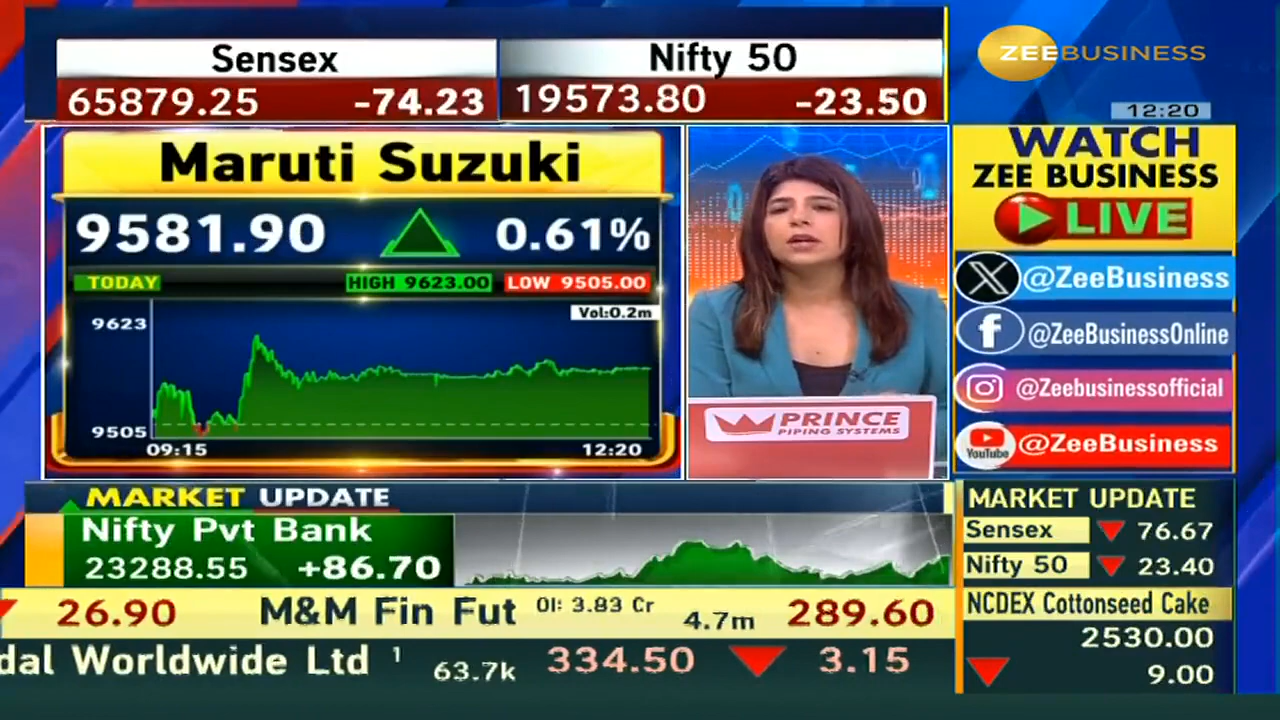 Sensex
65879.25 -74.23
Nifty 50
19573.80 -23.50
ZEEBUSINESS
12:20
Maruti Suzuki
9581.90 0.61%
TODAY HIGH 9623.00 LOW 9505.00
Vol:0.2m
9623
9505
09:15 12:20
PRINCE
PIPING SYSTEMS
WATCH
ZEE BUSINESS
LIVE
@ZeeBusiness
@ZeeBusinessOnline
@Zeebusinessofficial
YouTube @ZeeBusiness
MARKET UPDATE
Nifty Pvt Bank
23288.55 +86.70
MARKET UPDATE
Sensex 76.67
Nifty 50 23.40
NCDEX Cottonseed Cake
2530.00
9.00
26.90 M&M Fin Fut OI: 3.83 Cr 4.7m 289.60
dal Worldwide Ltd 1 63.7k 334.50 3.15